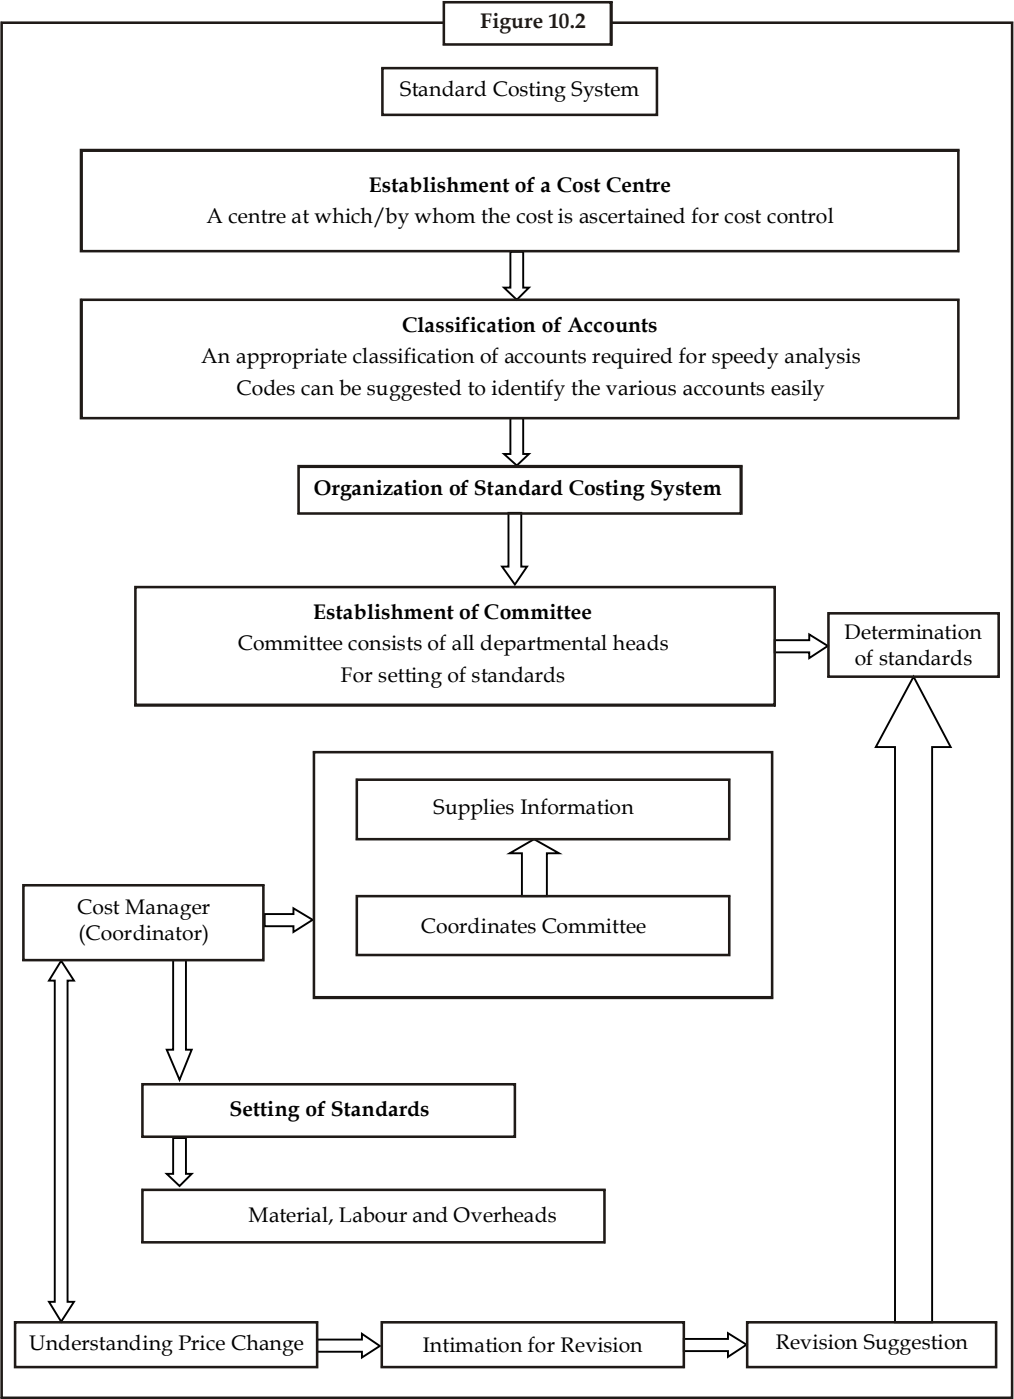 Figure 10.2
Standard Costing System
Establishment of a Cost Centre
A centre at which/by whom the cost is ascertained for cost control
Classification of Accounts
An appropriate classification of accounts required for speedy analysis
Codes can be suggested to identify the various accounts easily
Organization of Standard Costing System
Establishment of Committee
Committee consists of all departmental heads
For setting of standards
Determination
of standards
Supplies Information
Coordinates Committee
Cost Manager
(Coordinator)
Setting of Standards
Material, Labour and Overheads
Understanding Price Change
Intimation for Revision
Revision Suggestion